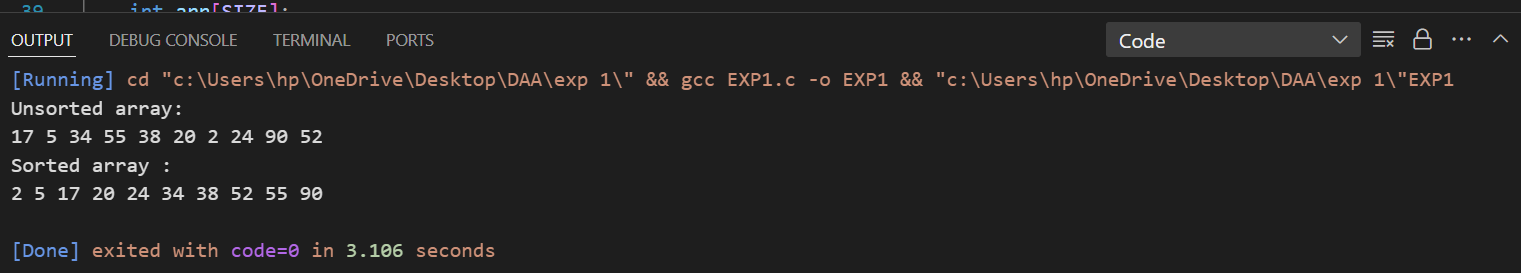 39 int arr[SIZE];
OUTPUT DEBUG CONSOLE TERMINAL PORTS Code
[Running] cd "c:\Users\hp\OneDrive\Desktop\DAA\exp 1\" && gcc EXP1.c -o EXP1 && "c:\Users\hp\OneDrive\Desktop\DAA\exp 1\"EXP1
Unsorted array:
17 5 34 55 38 20 2 24 90 52
Sorted array :
2 5 17 20 24 34 38 52 55 90
[Done] exited with code=0 in 3.106 seconds